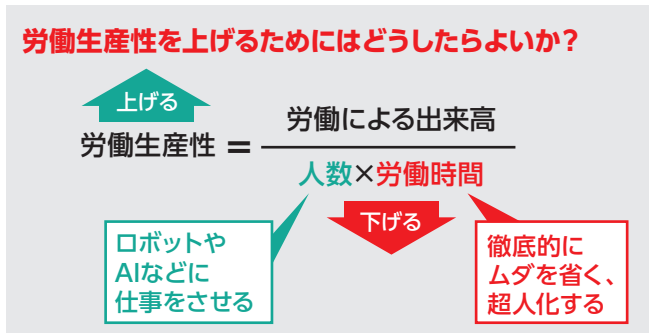 労働生産性を上げるためにはどうしたらよいか？
上げる
労働生産性 = 労働による出来高
人数×労働時間
下げる
ロボットや
AIなどに
仕事をさせる
徹底的に
ムダを省く、
超人化する